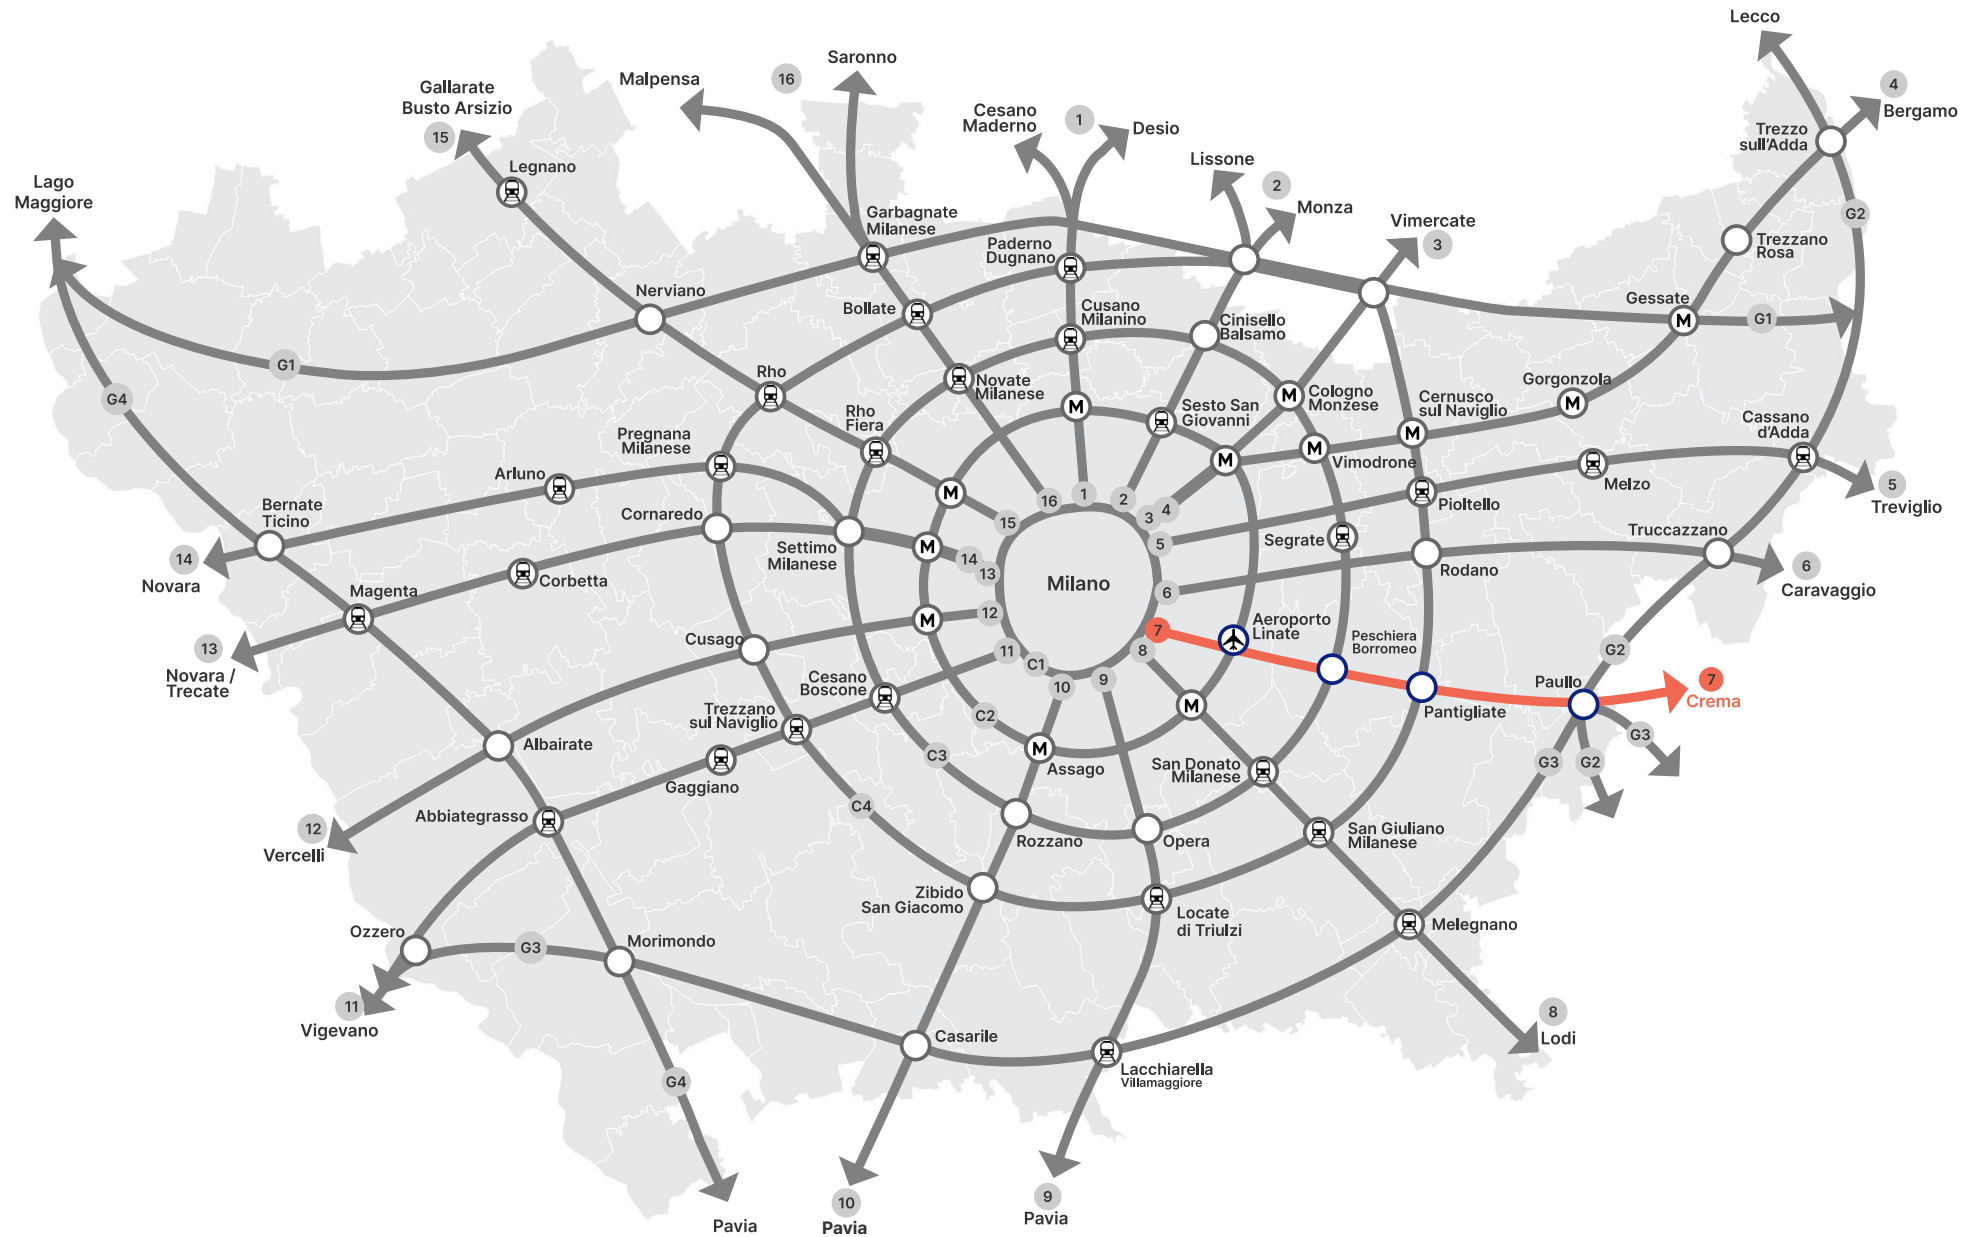 Lecco
4
Bergamo
Trezzo
sull'Adda
G2
Saronno
16
Malpensa
Gallarate
Busto Arsizio
15
Legnano
Cesano
Maderno
1
Desio
Lissone
2
Monza
Vimercate
3
Lago
Maggiore
Garbagnate
Milanese
Paderno
Dugnano
Trezzano
Rosa
Nerviano
Bollate
Cusano
Milanino
Cinisello
Balsamo
Gessate
M
G1
G1
G4
Rho
Novate
Milanese
M
Sesto San
Giovanni
M
Cologno
Monzese
Cernusco
sul Naviglio
M
Gorgonzola
M
Rho
Fiera
Pregnana
Milanese
M
M
M
Vimodrone
Cassano
d'Adda
Melzo
5
Treviglio
Arluno
Bernate
Ticino
Cornaredo
Settimo
Milanese
15
16
1
2
3
4
5
Pioltello
Segrate
Truccazzano
14
Novara
M
14
13
Milano
6
Rodano
6
Caravaggio
Corbetta
Magenta
13
Novara /
Trecate
Cusago
M
12
11
C1
10
9
8
7
Aeroporto
Linate
Peschiera
Borromeo
G2
Cesano
Boscone
Trezzano
sul Naviglio
C2
M
Pantigliate
Paullo
7
Crema
G3
Albairate
Gaggiano
C3
M
Assago
San Donato
Milanese
G3
G2
Abbiategrasso
C4
12
Vercelli
Rozzano
Opera
San Giuliano
Milanese
Zibido
San Giacomo
Locate
di Triulzi
Melegnano
Ozzero
G3
Morimondo
11
Vigevano
Casarile
8
Lodi
Lacchiarella
Villamaggiore
G4
Pavia
10
Pavia
9
Pavia